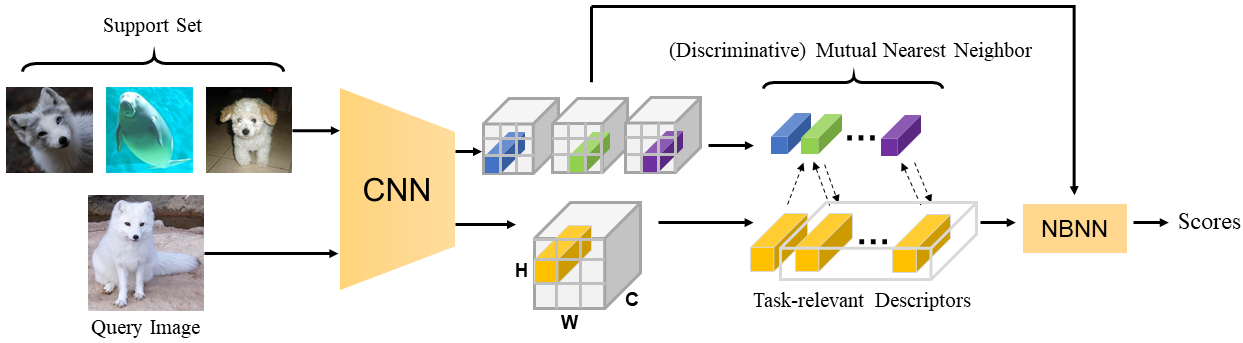 Support Set
(Discriminative) Mutual Nearest Neighbor
CNN
H
C
W
NBNN
Scores
Task-relevant Descriptors
Query Image